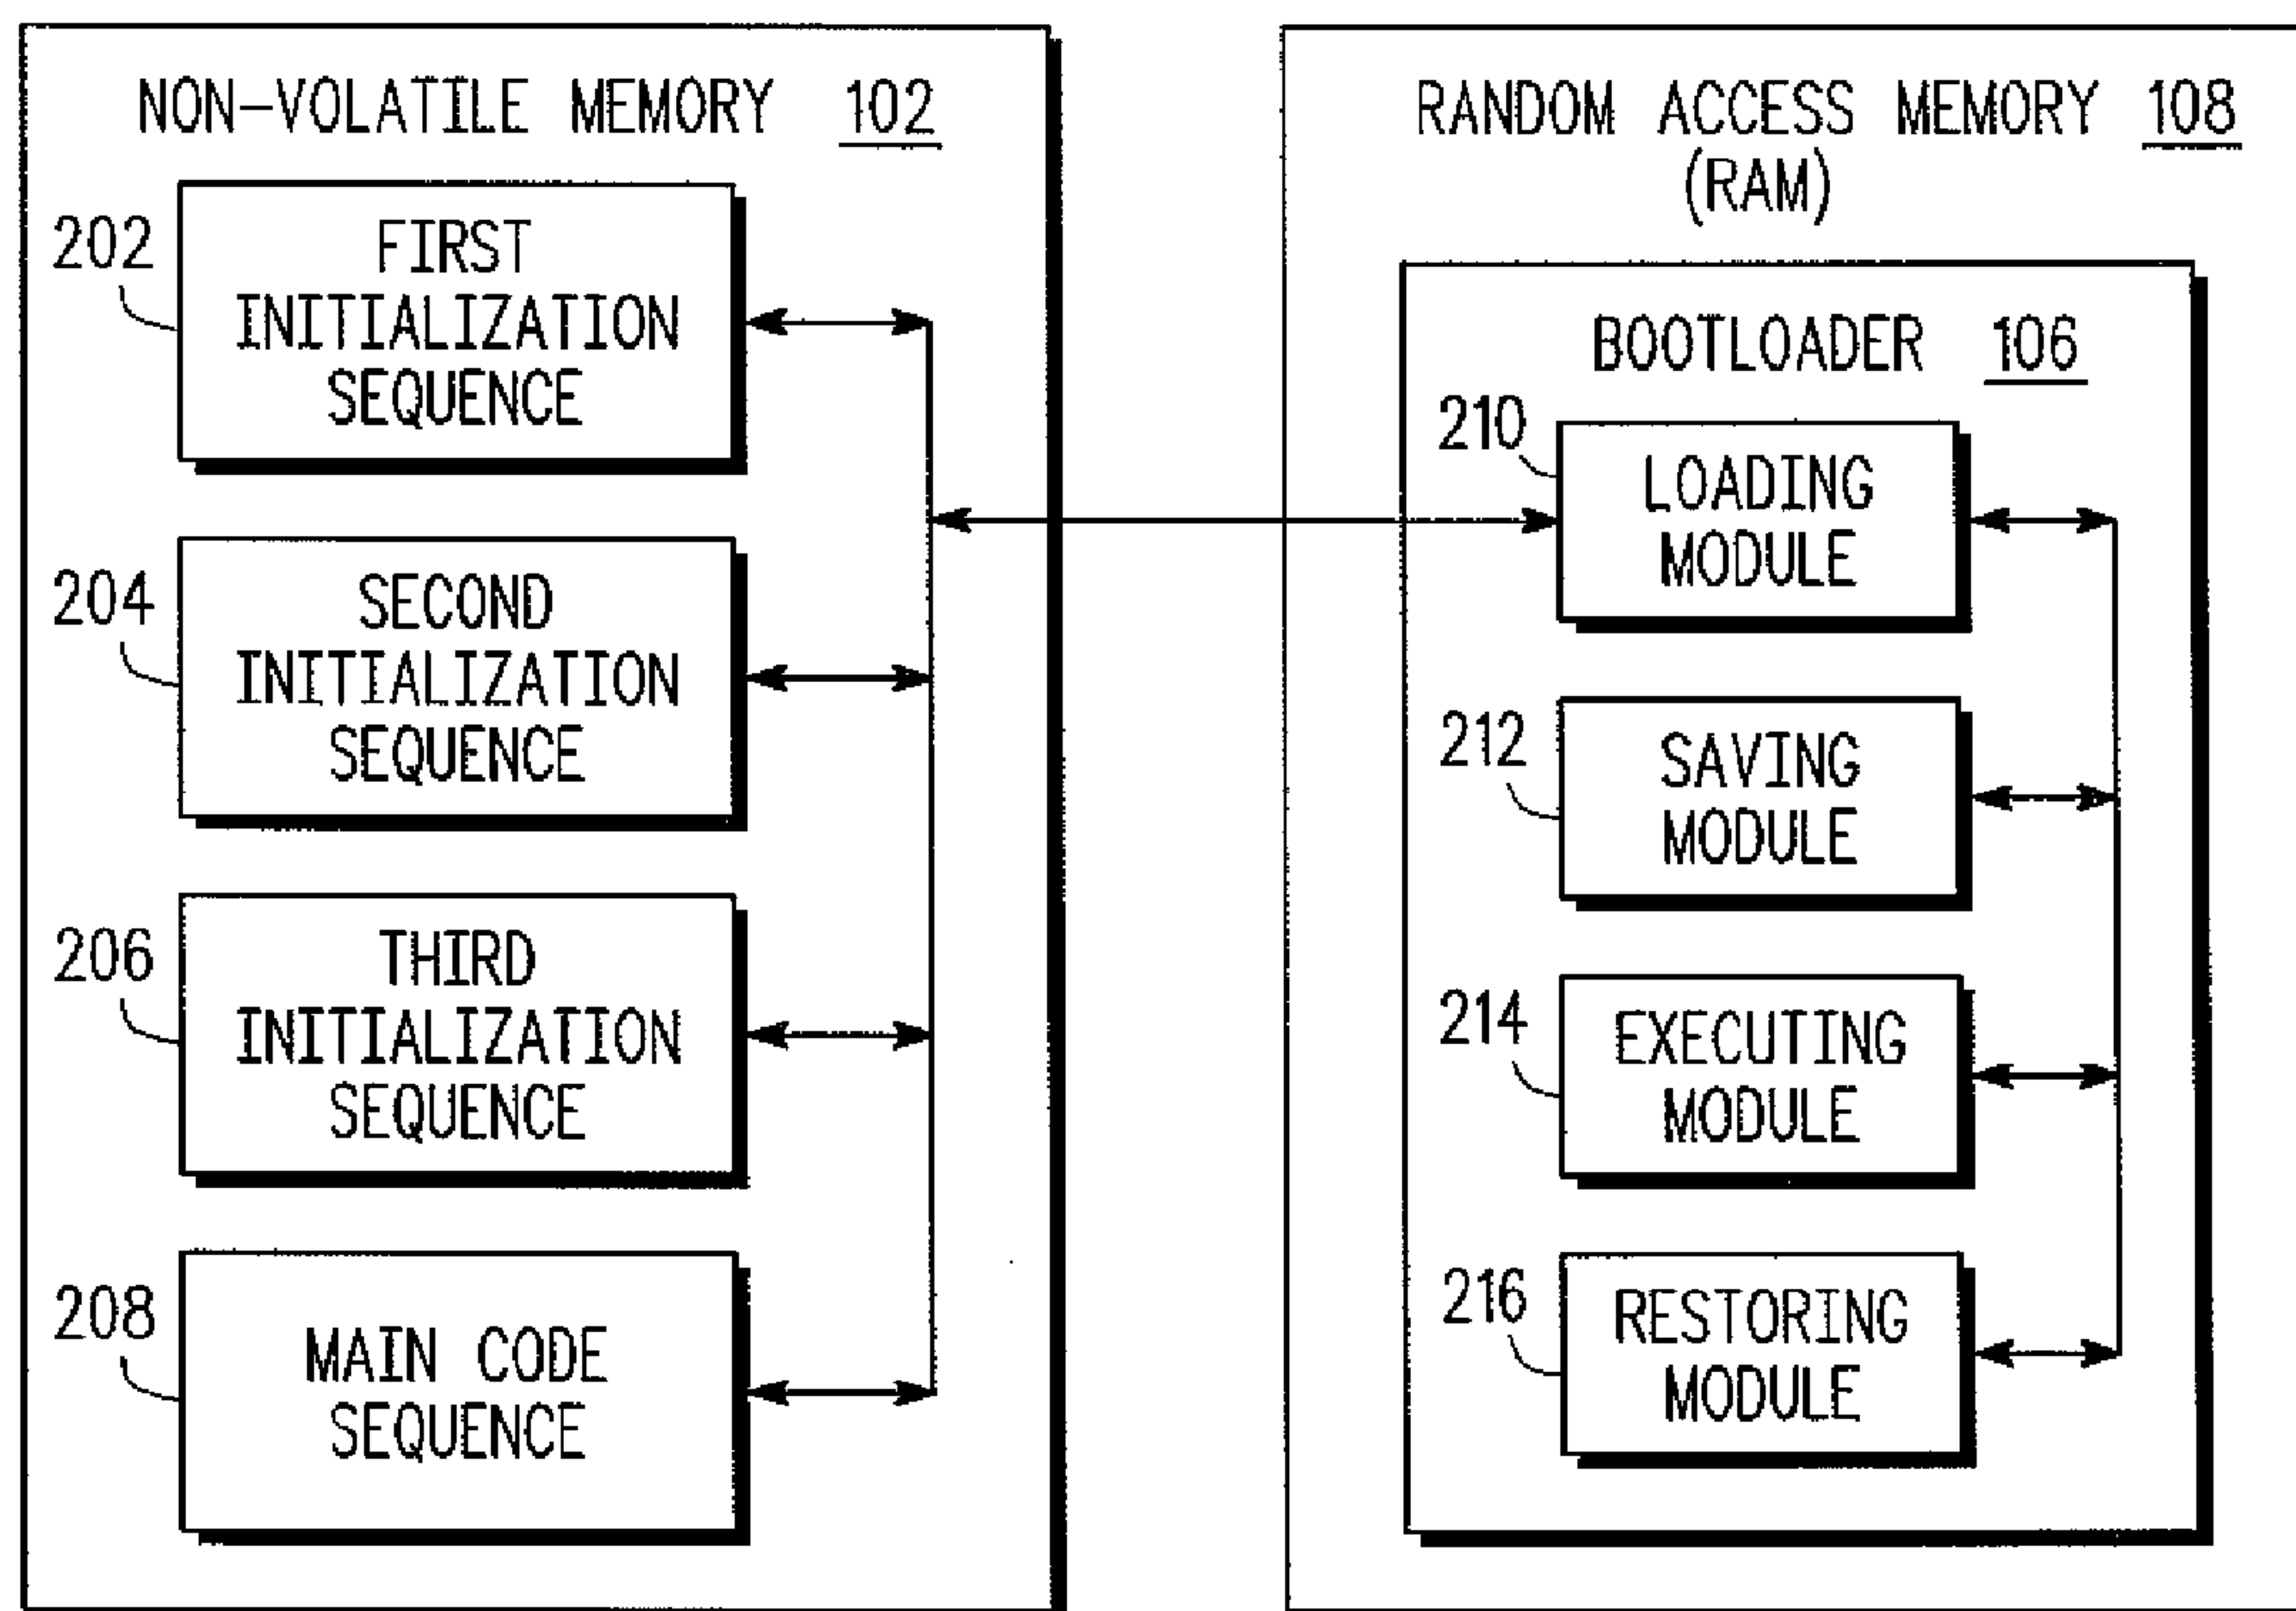 NON-VOLATILE MEMORY 102
202
FIRST
INITIALIZATION
SEQUENCE
204
SECOND
INITIALIZATION
SEQUENCE
206
THIRD
INITIALIZATION
SEQUENCE
208
MAIN CODE
SEQUENCE
RANDOM ACCESS MEMORY 108
(RAM)
BOOTLOADER 106
210
LOADING
MODULE
212
SAVING
MODULE
214
EXECUTING
MODULE
216
RESTORING
MODULE